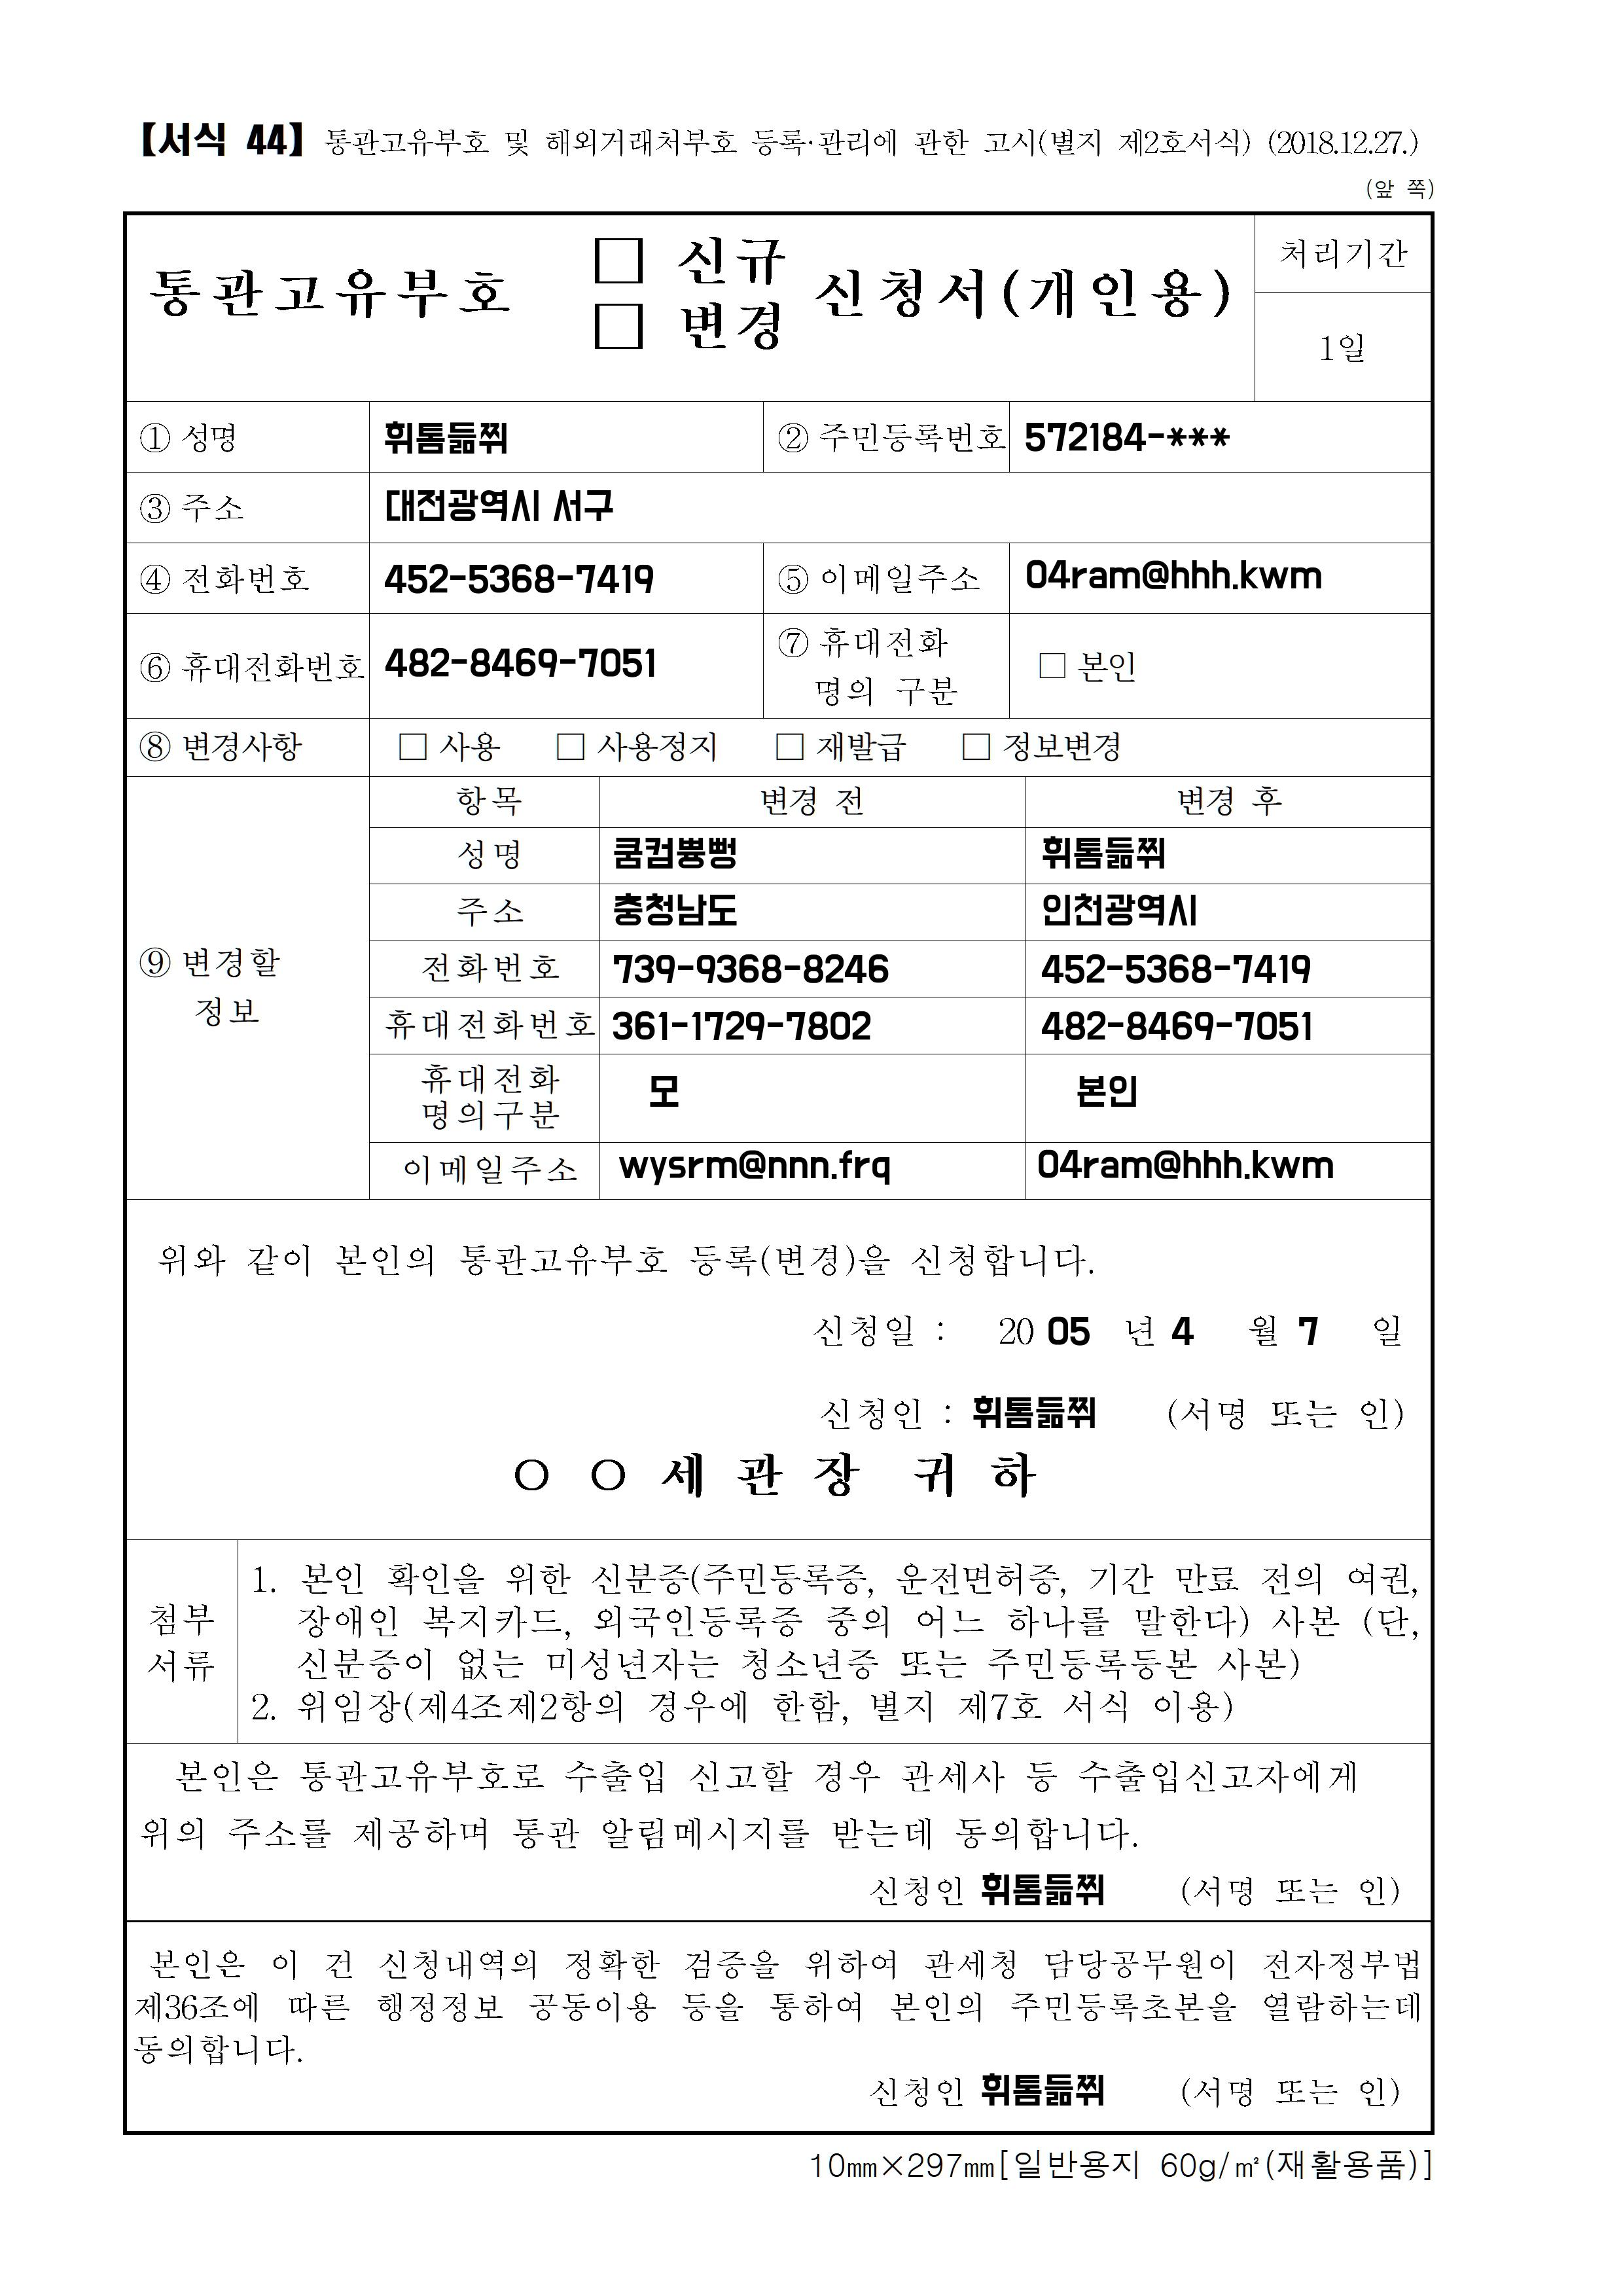 【서식 44】 통관고유부호 및 해외거래처부호 등록·관리에 관한 고시(별지 제2호서식) (2018.12.27.)
(앞 쪽)
통관고유부호 □ 신규 □ 변경 신청서(개인용)
처리기간
1일
① 성명 휘톰듦쮜 ② 주민등록번호 572184-***
③ 주소 대전광역시 서구
④ 전화번호 452-5368-7419 ⑤ 이메일주소 04ram@hhh.kwm
⑥ 휴대전화번호 482-8469-7051 ⑦ 휴대전화 명의 구분 □ 본인
⑧ 변경사항 □ 사용 □ 사용정지 □ 재발급 □ 정보변경
⑨ 변경할 정보
항목 변경 전 변경 후
성명 쿰컴뿅뻥 휘톰듦쮜
주소 충청남도 인천광역시
전화번호 739-9368-8246 452-5368-7419
휴대전화번호 361-1729-7802 482-8469-7051
휴대전화 명의구분 모 본인
이메일주소 wysrm@nnn.frq 04ram@hhh.kwm
위와 같이 본인의 통관고유부호 등록(변경)을 신청합니다.
신청일 : 20 05 년 4 월 7 일
신청인 : 휘톰듦쮜 (서명 또는 인)
○ ○ 세 관 장 귀 하
첨부 서류
1. 본인 확인을 위한 신분증(주민등록증, 운전면허증, 기간 만료 전의 여권,
장애인 복지카드, 외국인등록증 중의 어느 하나를 말한다) 사본 (단,
신분증이 없는 미성년자는 청소년증 또는 주민등록등본 사본)
2. 위임장(제4조제2항의 경우에 한함, 별지 제7호 서식 이용)
본인은 통관고유부호로 수출입 신고할 경우 관세사 등 수출입신고자에게
위의 주소를 제공하며 통관 알림메시지를 받는데 동의합니다.
신청인 휘톰듦쮜 (서명 또는 인)
본인은 이 건 신청내역의 정확한 검증을 위하여 관세청 담당공무원이 전자정부법
제36조에 따른 행정정보 공동이용 등을 통하여 본인의 주민등록초본을 열람하는데
동의합니다.
신청인 휘톰듦쮜 (서명 또는 인)
10㎜×297㎜[일반용지 60g/㎡(재활용품)]